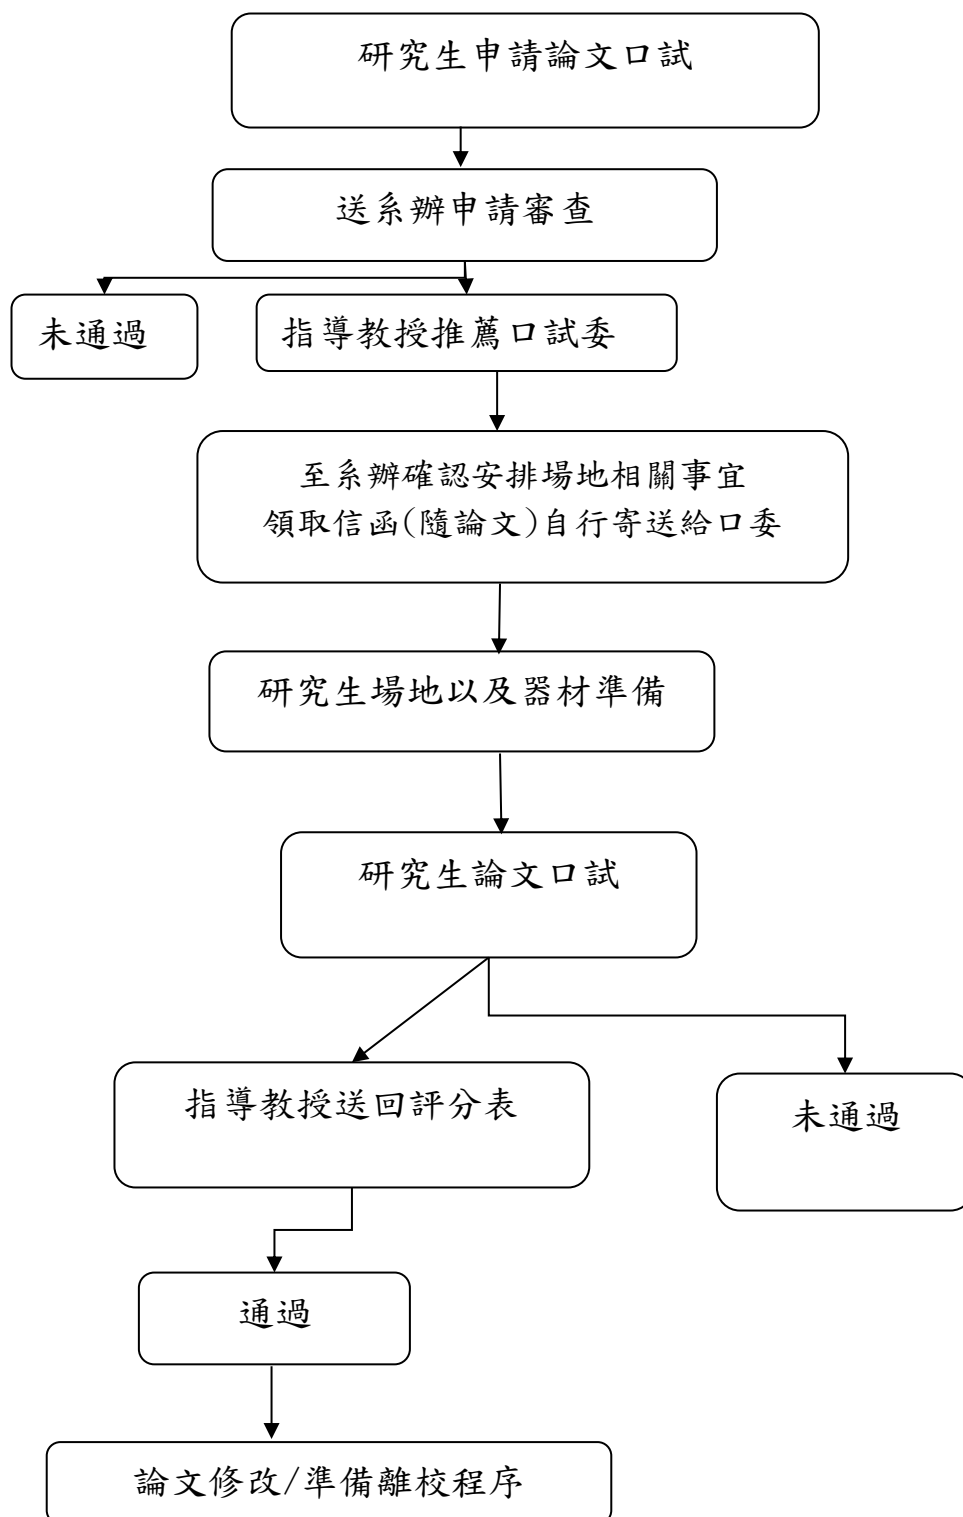 研究生申請論文口試
送系辦申請審查
未通過
指導教授推薦口試委
至系辦確認安排場地相關事宜
領取信函(隨論文)自行寄送給口委
研究生場地以及器材準備
研究生論文口試
指導教授送回評分表
未通過
通過
論文修改/準備離校程序